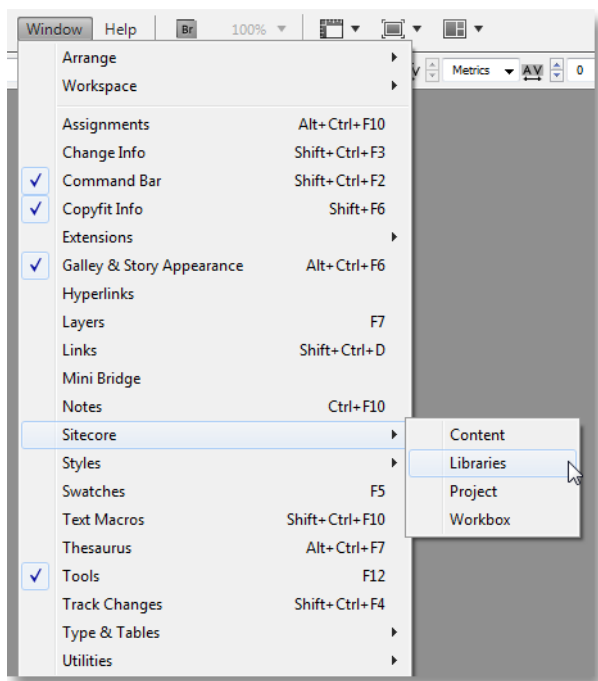 Window Help Br 100%
Arrange
Metrics AV 0
Workspace
Assignments Alt+Ctrl+F10
Change Info Shift+Ctrl+F3
Command Bar Shift+Ctrl+F2
Copyfit Info Shift+F6
Extensions
Galley & Story Appearance Alt+Ctrl+F6
Hyperlinks
Layers F7
Links Shift+Ctrl+D
Mini Bridge
Notes Ctrl+F10
Sitecore Content
Styles Libraries
Swatches F5 Project
Text Macros Shift+Ctrl+F10 Workbox
Thesaurus Alt+Ctrl+F7
Tools F12
Track Changes Shift+Ctrl+F4
Type & Tables
Utilities